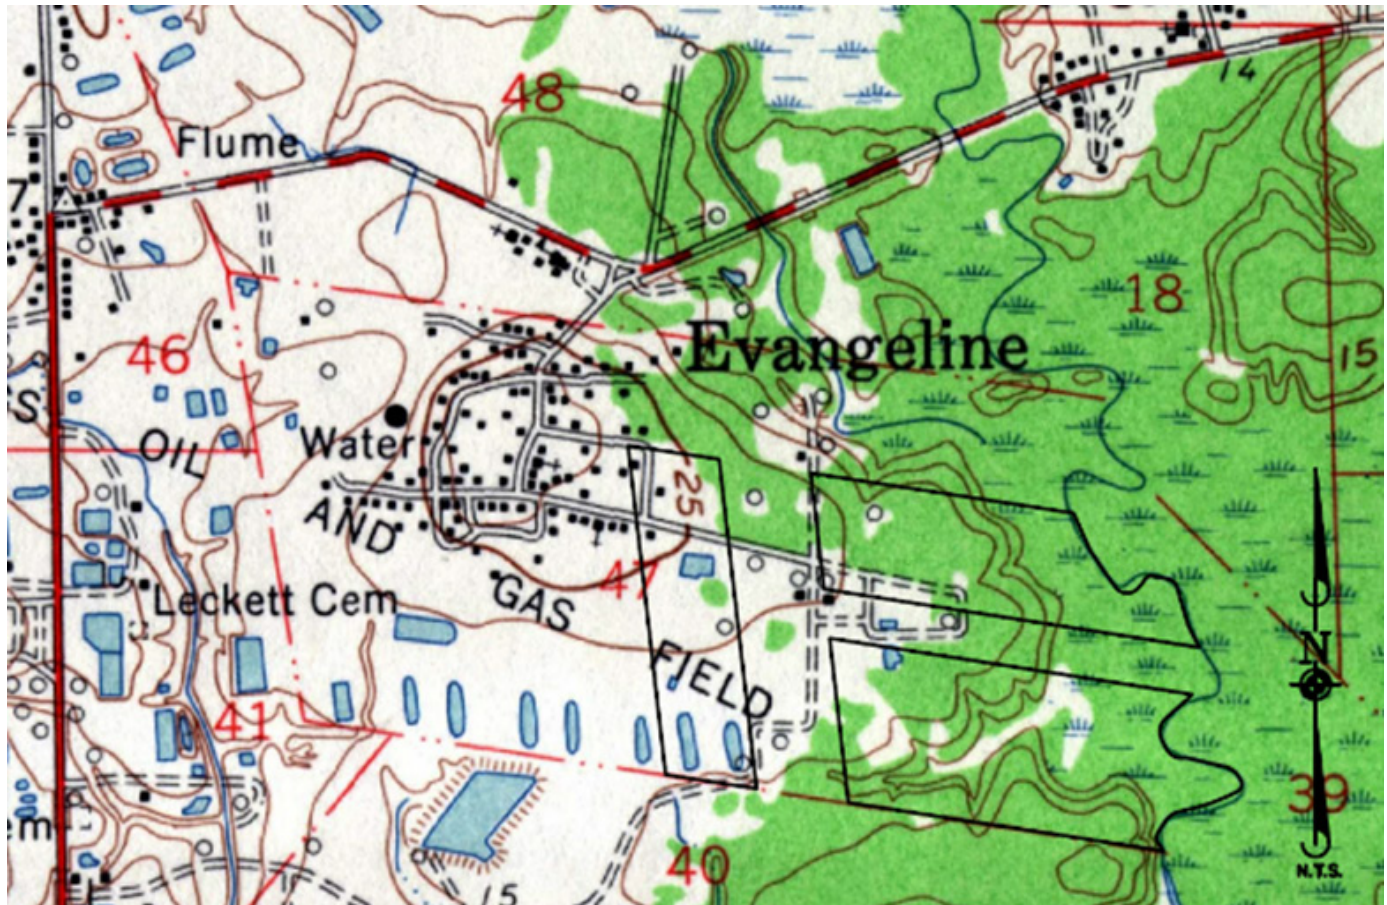 48
14
Flume
7
18
Evangeline
15
46
S
OIL
Water
25
AND
GAS
47
Leckett Cem
FIELD
N
41
39
em
40
15
N.T.S.